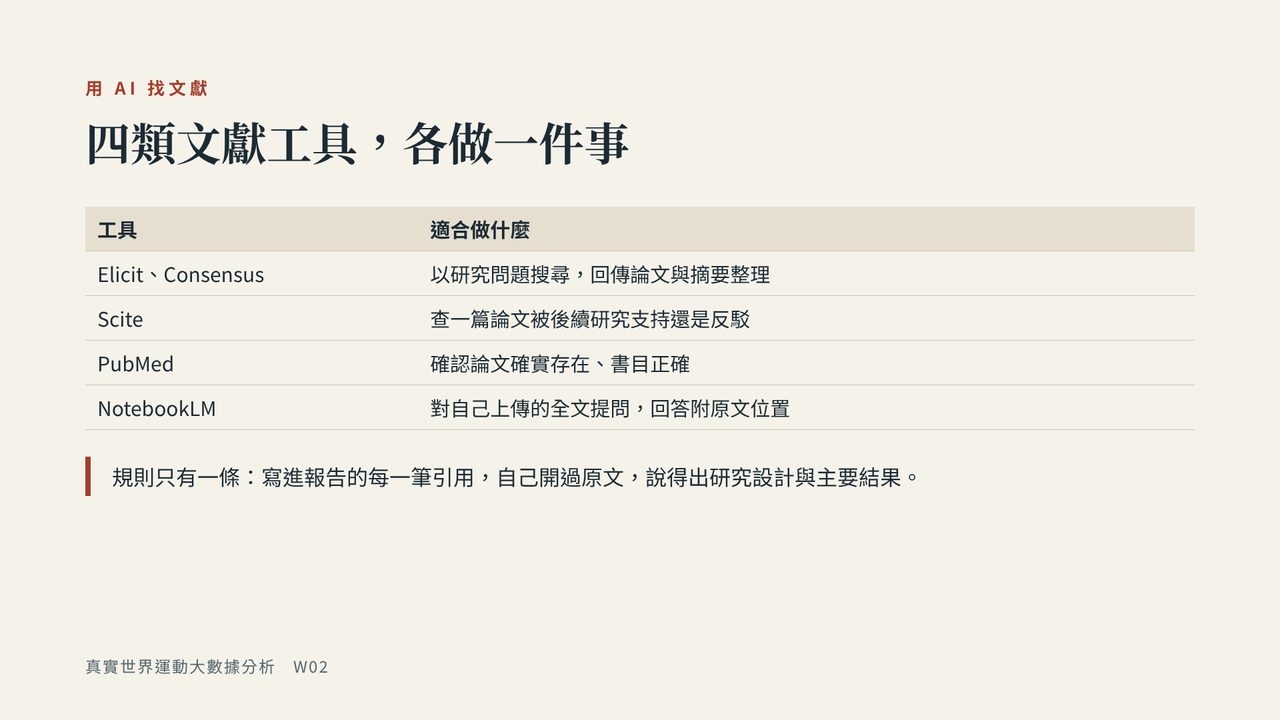 用 AI 找文獻
四類文獻工具，各做一件事
工具 適合做什麼
Elicit、Consensus 以研究問題搜尋，回傳論文與摘要整理
Scite 查一篇論文被後續研究支持還是反駁
PubMed 確認論文確實存在、書目正確
NotebookLM 對自己上傳的全文提問，回答附原文位置
規則只有一條：寫進報告的每一筆引用，自己開過原文，說得出研究設計與主要結果。
真實世界運動大數據分析 W02